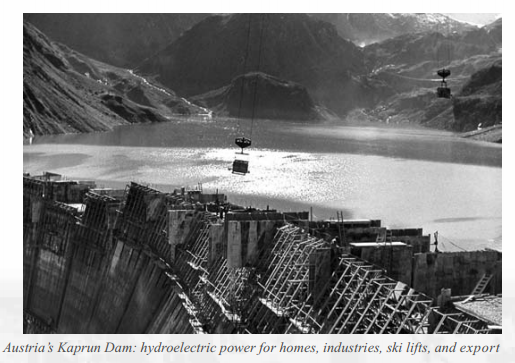 Austria’s Kaprun Dam: hydroelectric power for homes, industries, ski lifts, and export